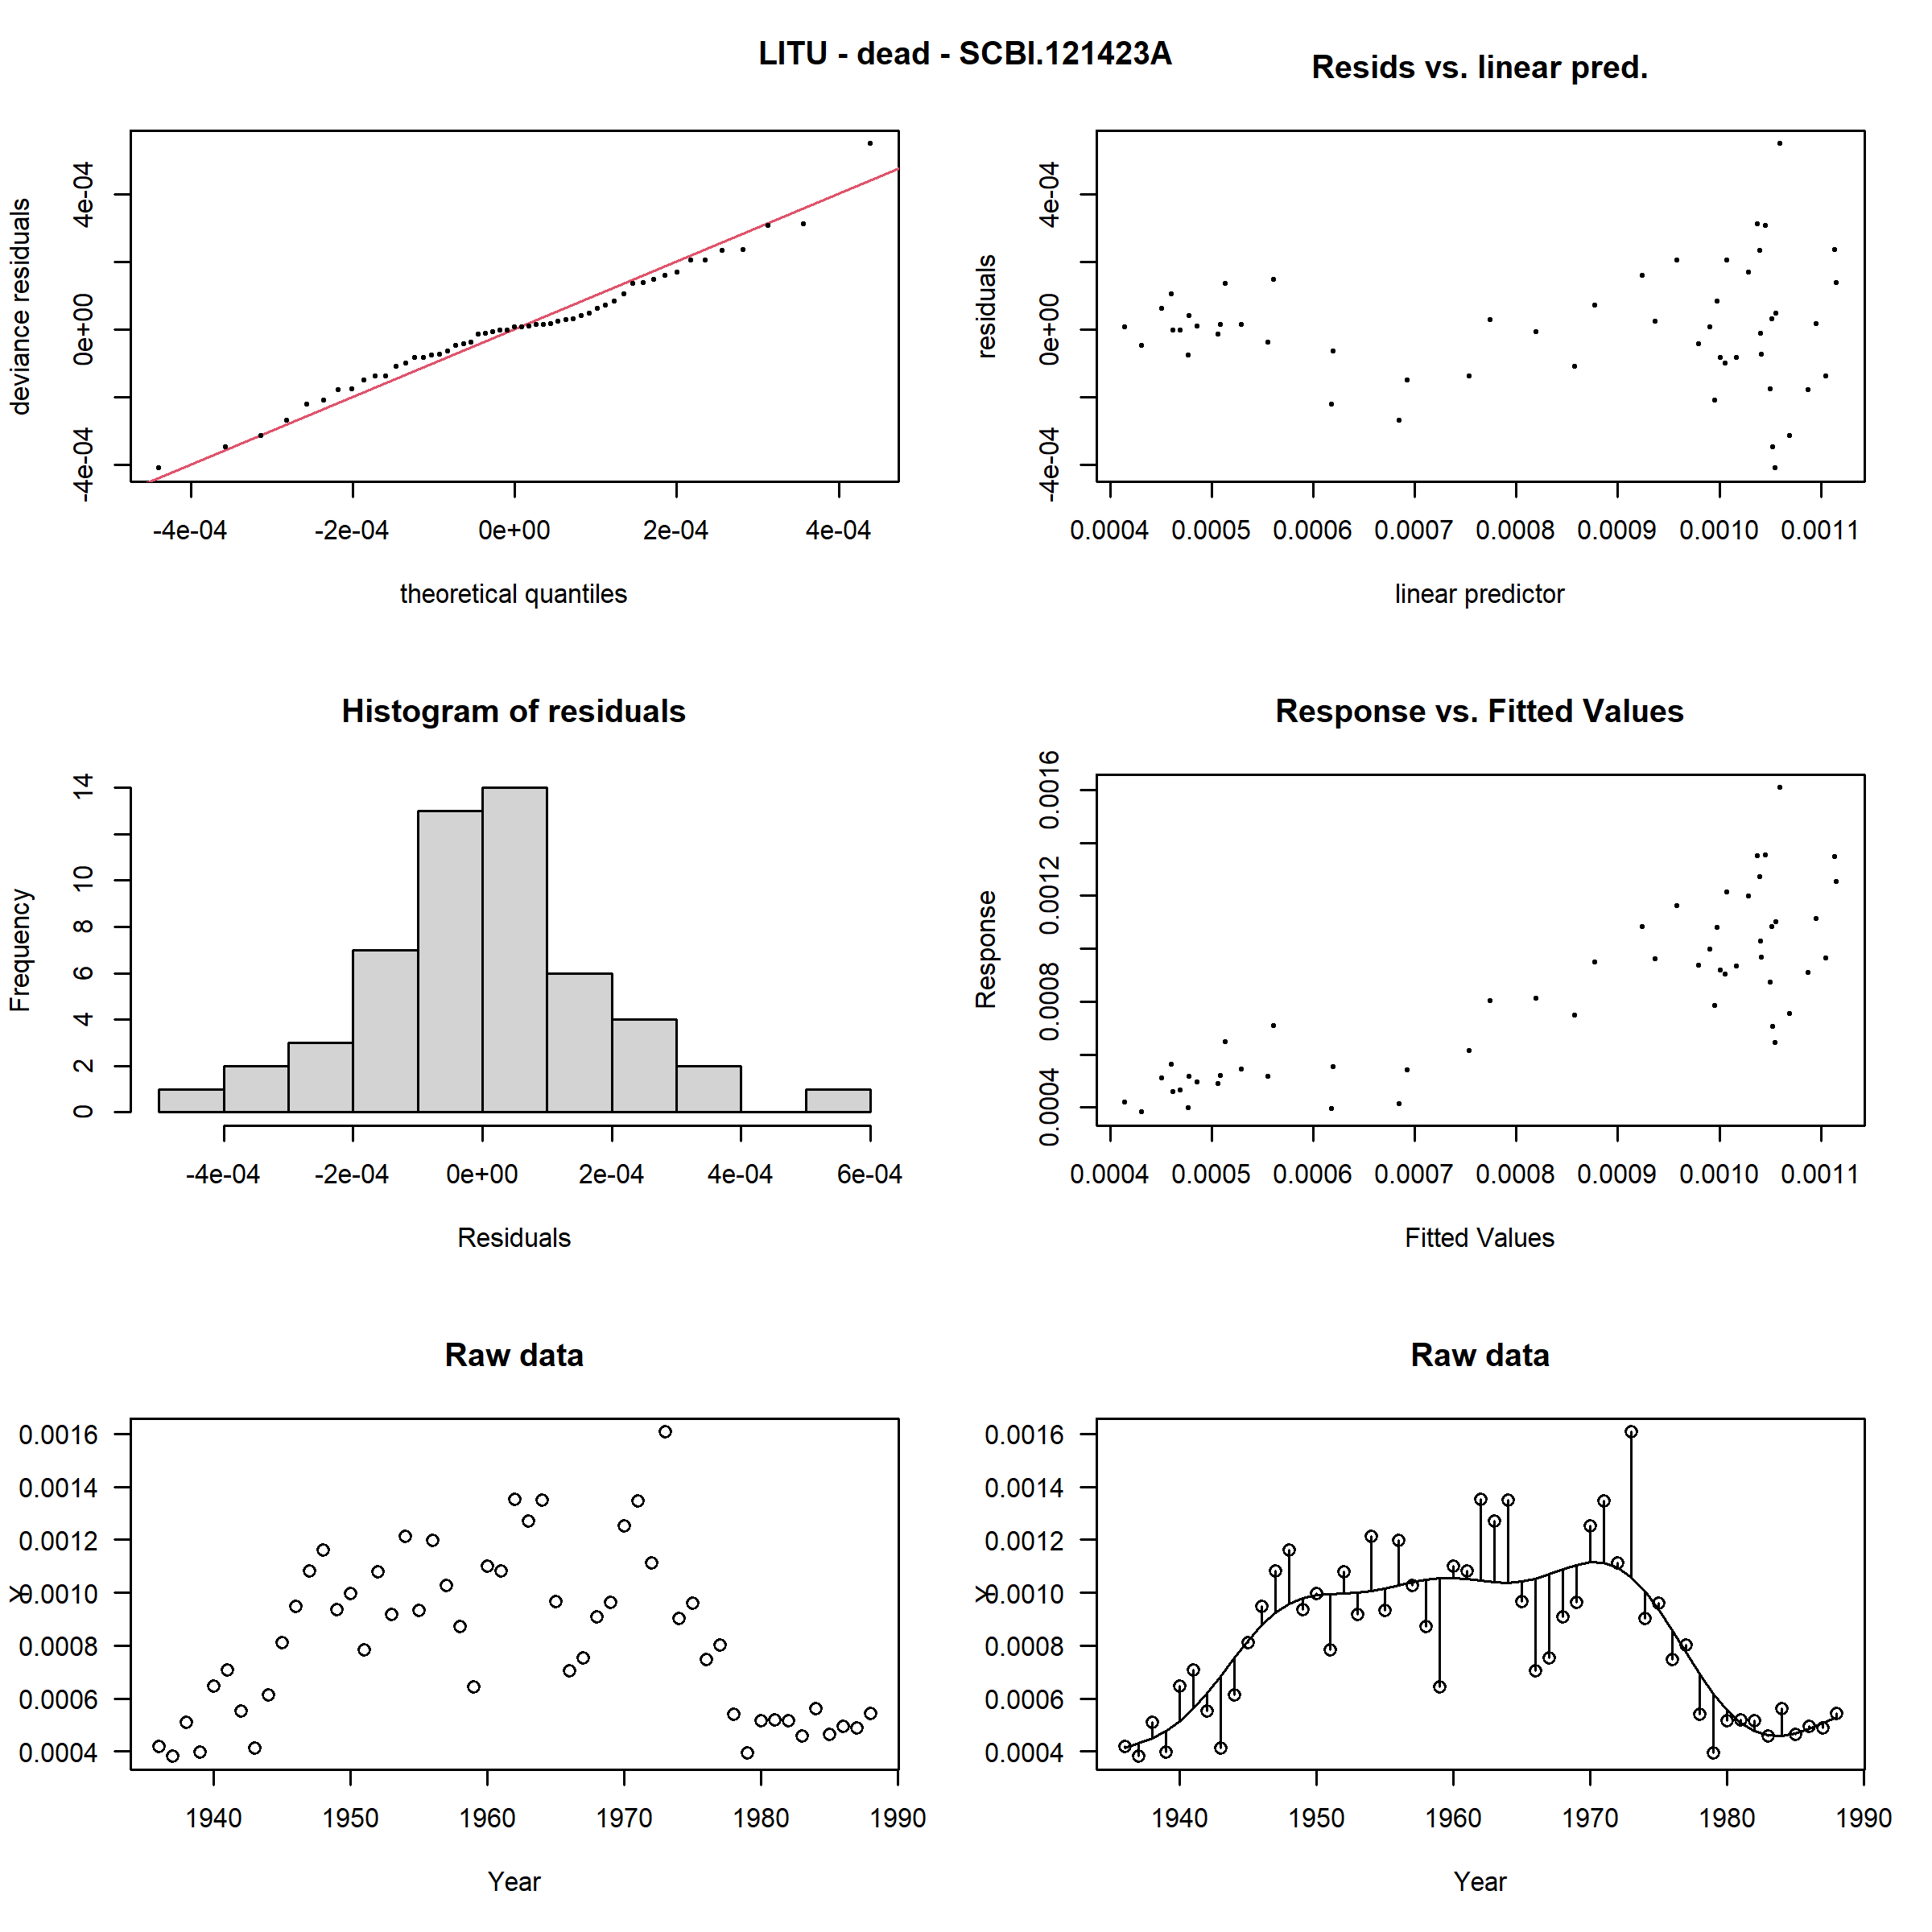 LITU - dead - SCBI.121423A
Resids vs. linear pred.
deviance residuals
-4e-04 0e+00 4e-04
-4e-04 -2e-04 0e+00 2e-04 4e-04
theoretical quantiles
residuals
-4e-04 0e+00 4e-04
0.0004 0.0005 0.0006 0.0007 0.0008 0.0009 0.0010 0.0011
linear predictor
Histogram of residuals
Frequency
0 2 4 6 8 10 14
-4e-04 -2e-04 0e+00 2e-04 4e-04 6e-04
Residuals
Response vs. Fitted Values
Response
0.0004 0.0008 0.0012 0.0016
0.0004 0.0005 0.0006 0.0007 0.0008 0.0009 0.0010 0.0011
Fitted Values
Raw data
0.0016
0.0014
0.0012
0.0010
0.0008
0.0006
0.0004
1940 1950 1960 1970 1980 1990
Year
Raw data
0.0016
0.0014
0.0012
0.0010
0.0008
0.0006
0.0004
1940 1950 1960 1970 1980 1990
Year